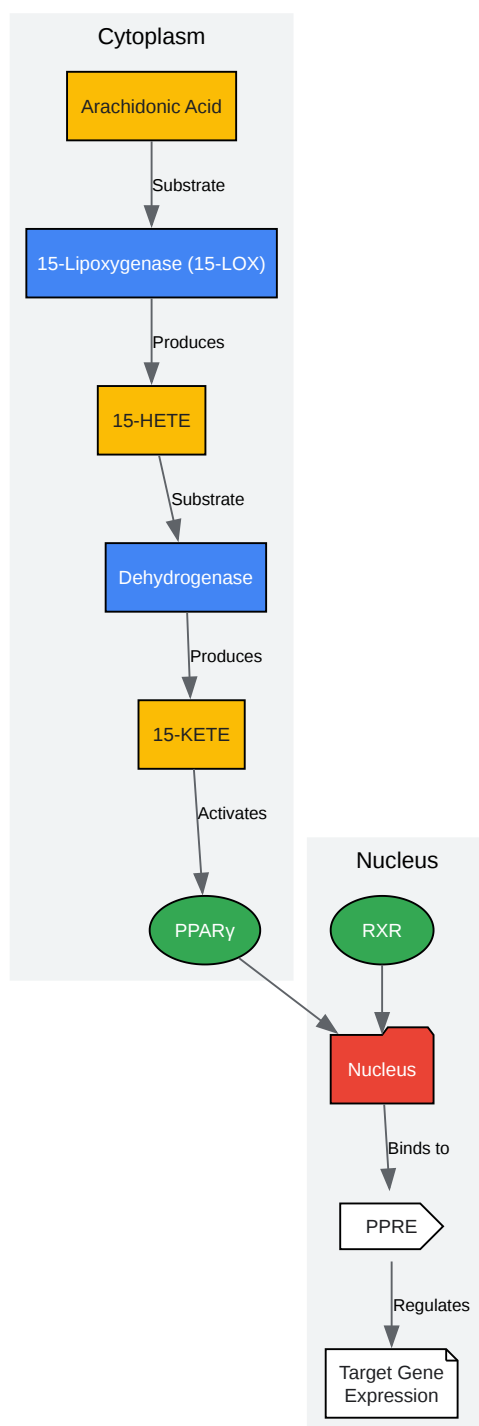 Cytoplasm
Arachidonic Acid
Substrate
15-Lipoxygenase (15-LOX)
Produces
15-HETE
Substrate
Dehydrogenase
Produces
15-KETE
Activates
PPARγ
Nucleus
RXR
Nucleus
Binds to
PPRE
Regulates
Target Gene
Expression